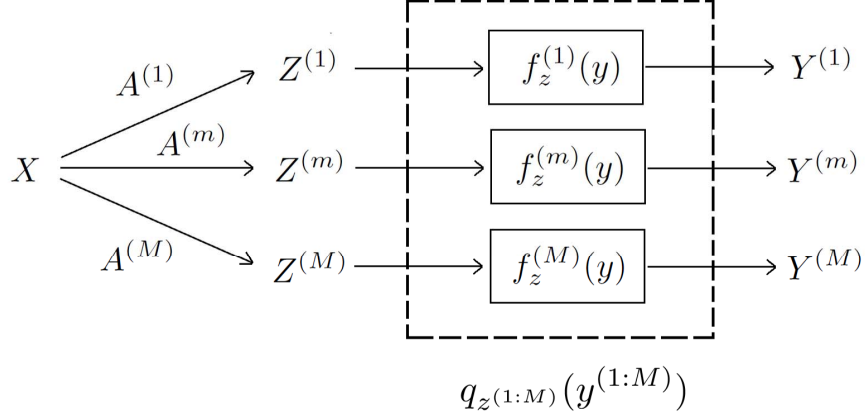 A^{(1)} Z^{(1)} f_z^{(1)}(y) Y^{(1)}
X A^{(m)} Z^{(m)} f_z^{(m)}(y) Y^{(m)}
A^{(M)} Z^{(M)} f_z^{(M)}(y) Y^{(M)}
q_{z^{(1:M)}}(y^{(1:M)})